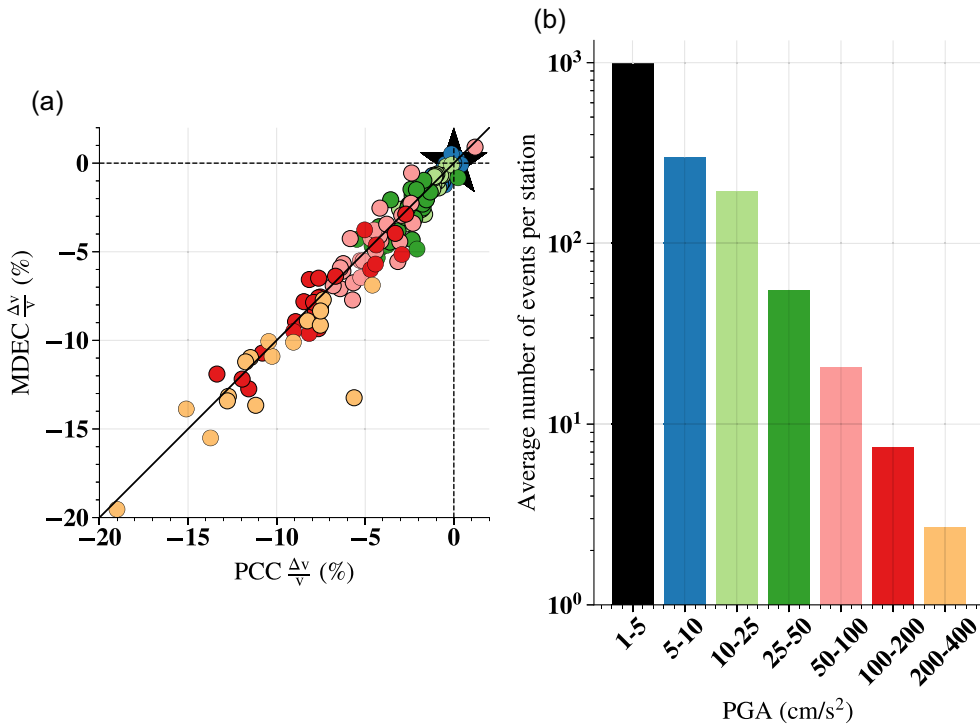 (a)
MDEC Δv/v (%)
0
−5
−10
−15
−20
−20 −15 −10 −5 0
PCC Δv/v (%)
(b)
Average number of events per station
10³
10²
10¹
10⁰
1-5 5-10 10-25 25-50 50-100 100-200 200-400
PGA (cm/s²)